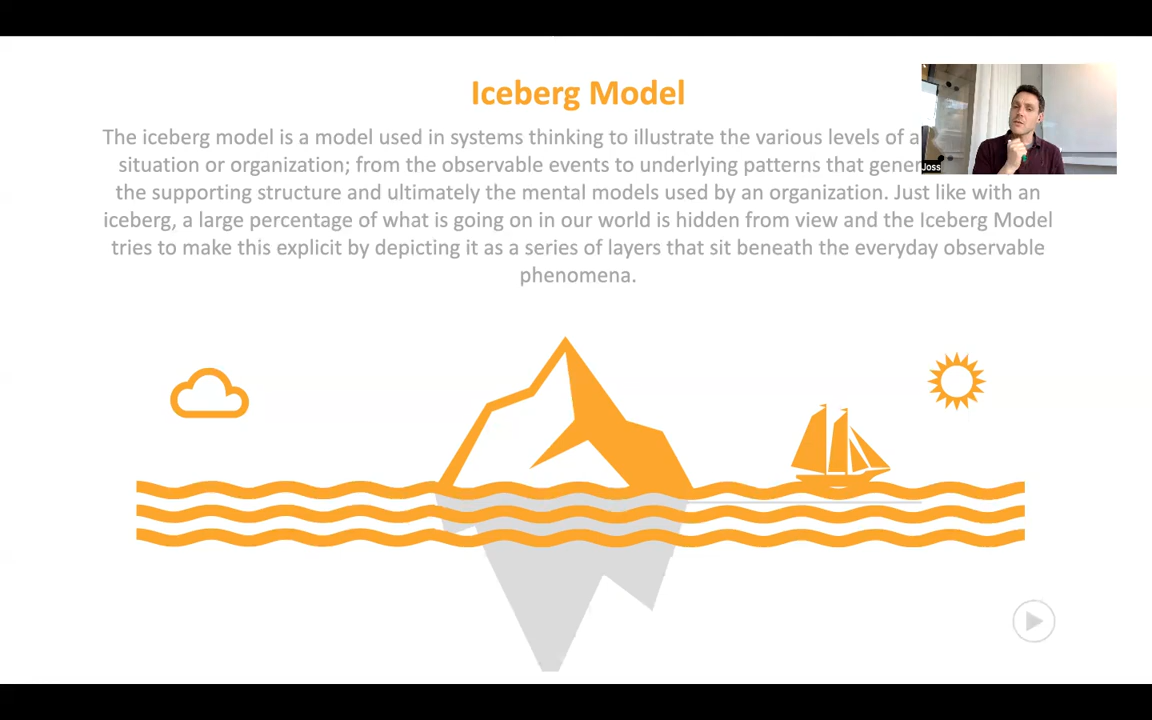 Iceberg Model
The iceberg model is a model used in systems thinking to illustrate the various levels of a
situation or organization; from the observable events to underlying patterns that gener
the supporting structure and ultimately the mental models used by an organization. Just like with an
iceberg, a large percentage of what is going on in our world is hidden from view and the Iceberg Model
tries to make this explicit by depicting it as a series of layers that sit beneath the everyday observable
phenomena.
Joss